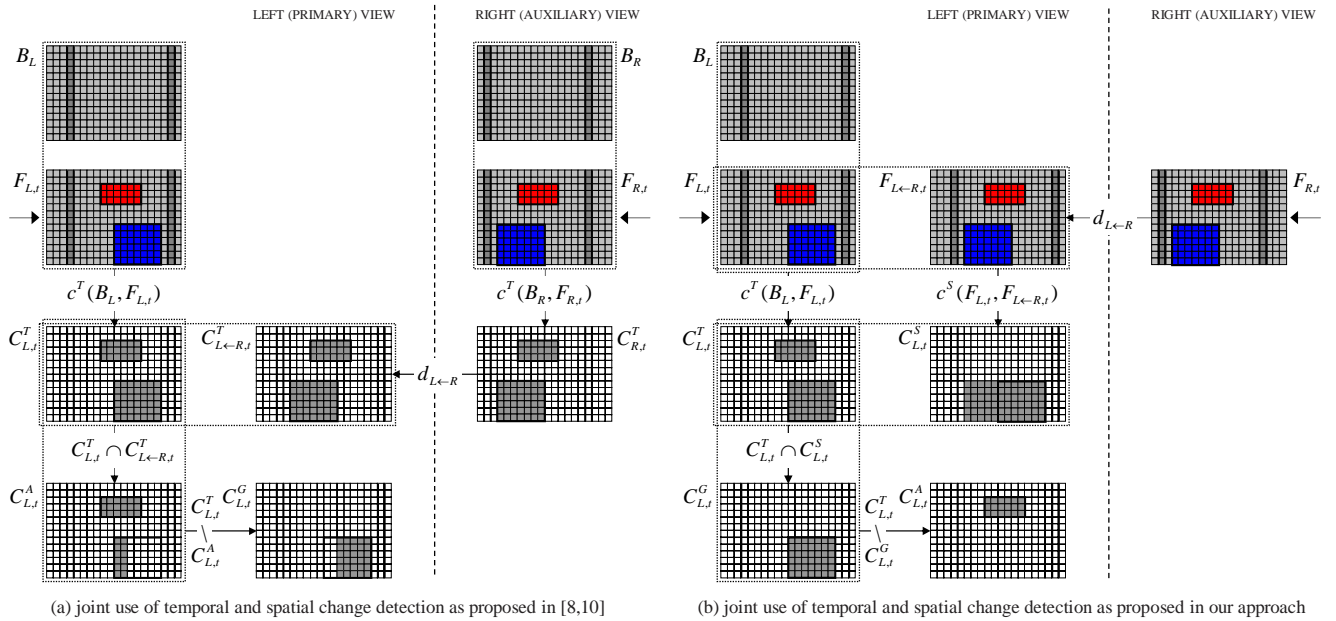 LEFT (PRIMARY) VIEW
RIGHT (AUXILIARY) VIEW
LEFT (PRIMARY) VIEW
RIGHT (AUXILIARY) VIEW
B_L
B_R
B_L
F_{L,t}
F_{R,t}
F_{L,t}
F_{L←R,t}
d_{L←R}
F_{R,t}
c^T(B_L, F_{L,t})
c^T(B_R, F_{R,t})
c^T(B_L, F_{L,t})
c^S(F_{L,t}, F_{L←R,t})
C^T_{L,t}
C^T_{L←R,t}
d_{L←R}
C^T_{R,t}
C^T_{L,t}
C^S_{L,t}
C^T_{L,t} ∩ C^T_{L←R,t}
C^T_{L,t} ∩ C^S_{L,t}
C^A_{L,t}
C^T_{L,t}
\
C^A_{L,t}
C^G_{L,t}
C^G_{L,t}
C^T_{L,t}
\
C^G_{L,t}
C^A_{L,t}
(a) joint use of temporal and spatial change detection as proposed in [8,10]
(b) joint use of temporal and spatial change detection as proposed in our approach